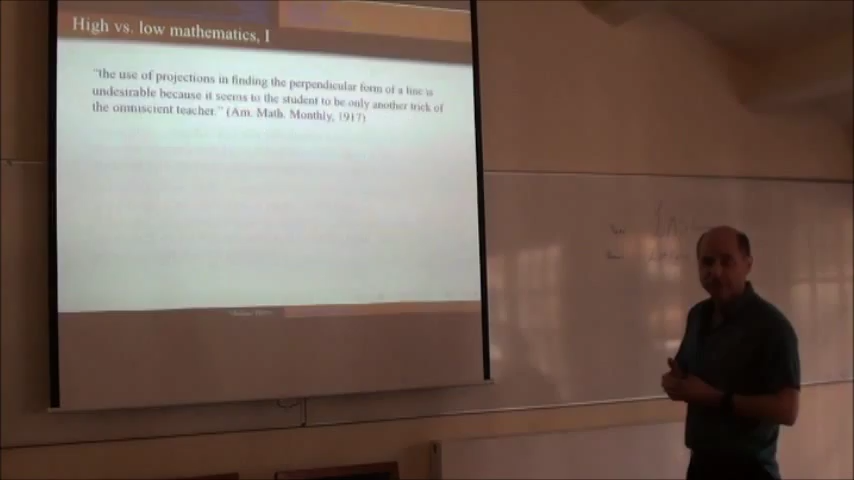 High vs. low mathematics, I
"the use of projections in finding the perpendicular form of a line is
undesirable because it seems to the student to be only another trick of
the omniscient teacher." (Am. Math. Monthly, 1917)